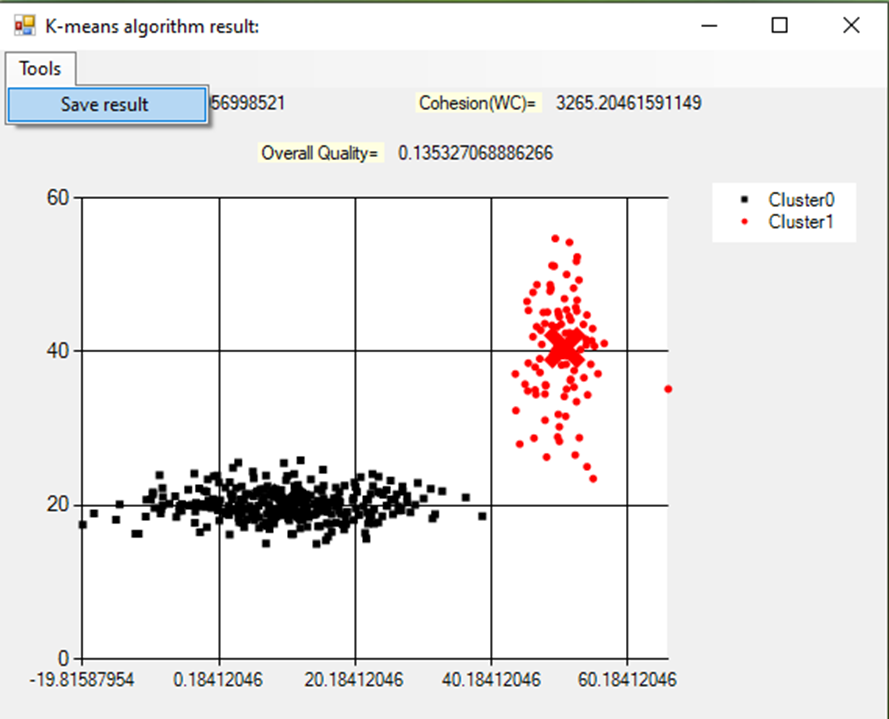 K-means algorithm result:
Tools
Save result
56998521
Cohesion(WC)= 3265.20461591149
Overall Quality= 0.135327068886266
60
Cluster0
Cluster1
40
20
0
-19.81587954 0.18412046 20.18412046 40.18412046 60.18412046